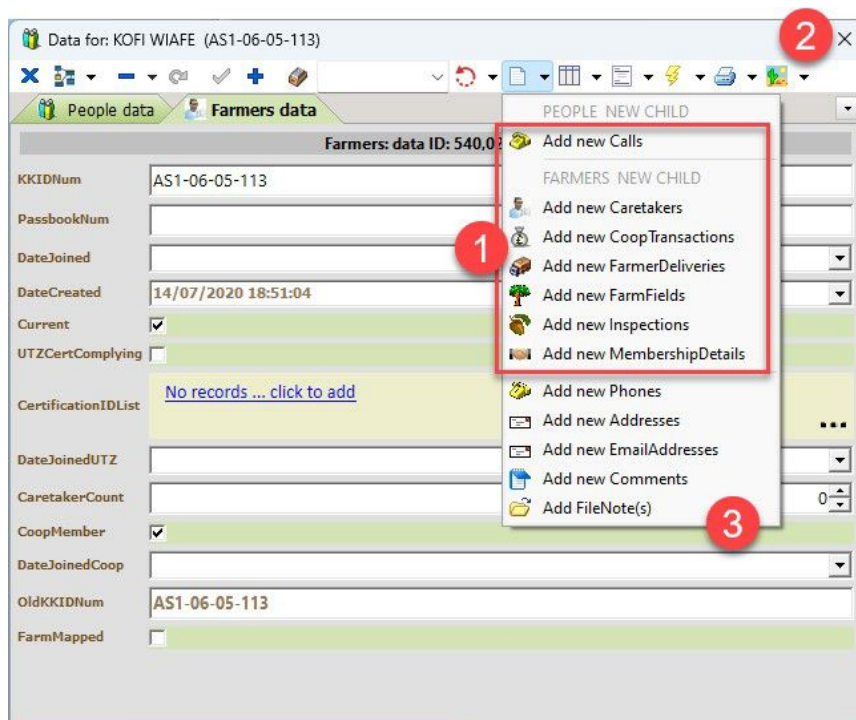 Data for: KOFI WIAFE (AS1-06-05-113)
2
People data
Farmers data
PEOPLE NEW CHILD
Farmers: data ID: 540,0
Add new Calls
FARMERS NEW CHILD
KKIDNum
AS1-06-05-113
Add new Caretakers
PassbookNum
1
Add new CoopTransactions
DateJoined
Add new FarmerDeliveries
DateCreated
14/07/2020 18:51:04
Add new FarmFields
Current
Add new Inspections
UTZCertComplying
Add new MembershipDetails
CertificationIDList
No records ... click to add
Add new Phones
...
Add new Addresses
DateJoinedUTZ
Add new EmailAddresses
CaretakerCount
0
Add new Comments
Add FileNote(s)
3
CoopMember
DateJoinedCoop
OldKKIDNum
AS1-06-05-113
FarmMapped